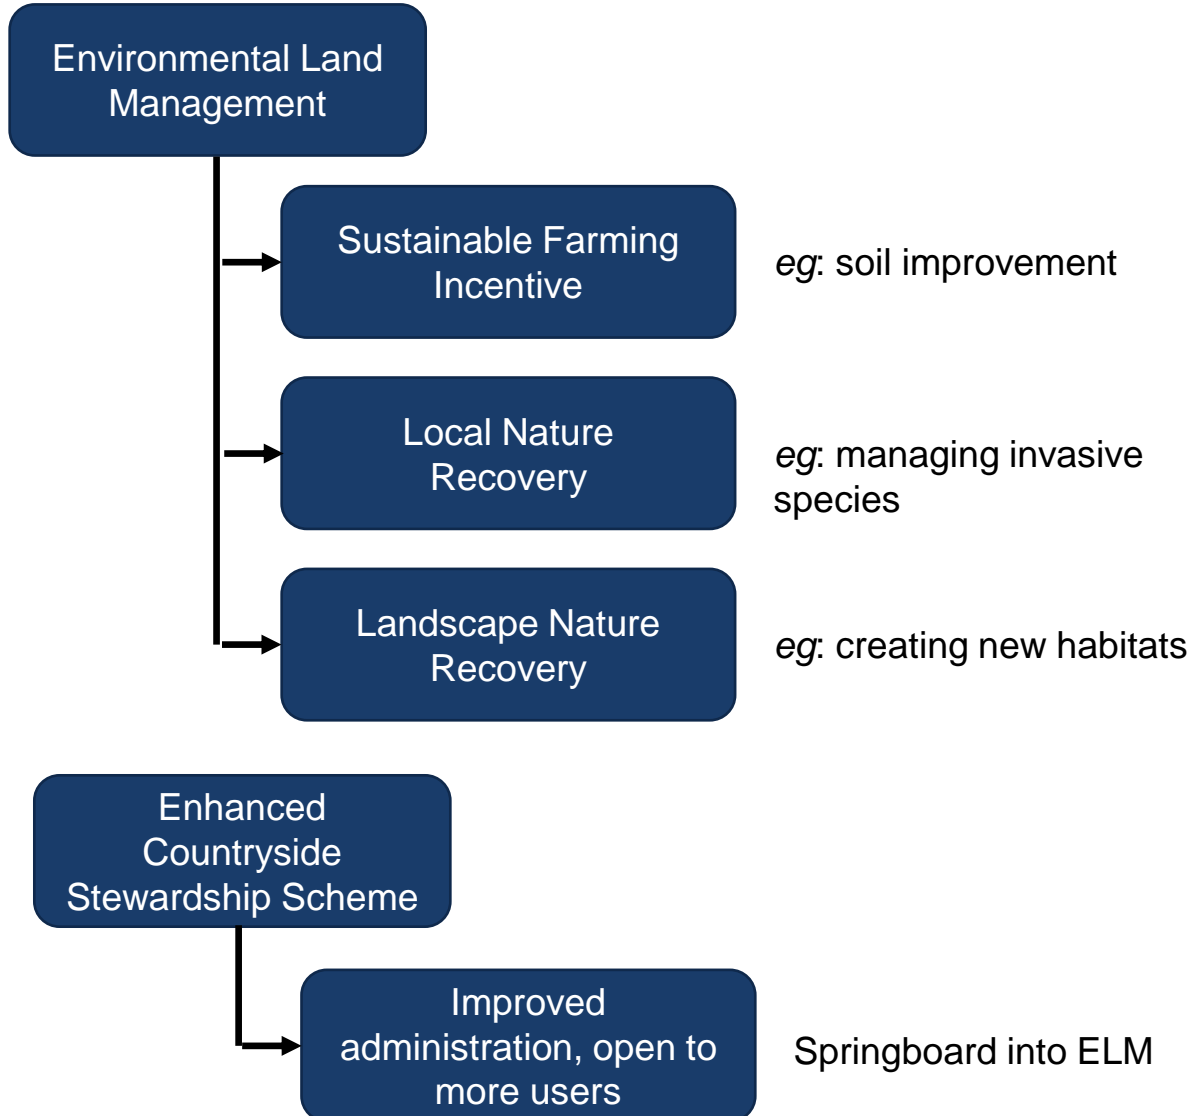 Environmental Land
Management
Sustainable Farming
Incentive
eg: soil improvement
Local Nature
Recovery
eg: managing invasive
species
Landscape Nature
Recovery
eg: creating new habitats
Enhanced
Countryside
Stewardship Scheme
Improved
administration, open to
more users
Springboard into ELM